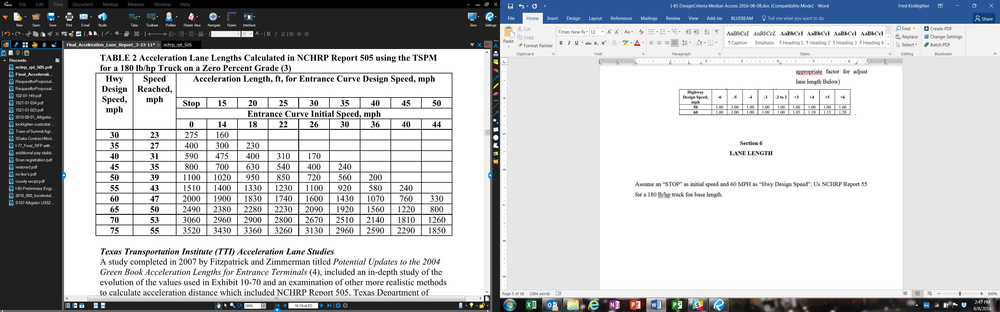 Revu File Edit View Document Markup Measure Window Help
New Open Save Print E-mail Studio Tabs Toolbars Profiles Rotate View Navigate Rulers Interface View Settings
12 A B I U
Final_Acceleration_Lane_Report_3-23-11* nchrp_rpt_505
Recents
nchrp_rpt_505.pdf
Final_Accelerati...
RequestforProposal...
RequestforProposal...
102-01-149.pdf
1521-01-034.pdf
1521-01-023.pdf
2016-08-01_Alligator ...
kicklighter custodial ...
Town of Summit Agr...
3Oaks Contract Mod...
I-77_Final_RFP with ...
additional pay stubb...
Scan registration.pdf
restored.pdf
no fee's.pdf
county recipt.pdf
I-85 Preliminary Engi...
2016_800_Incidental...
S107 Alligator US52 ...
TABLE 2 Acceleration Lane Lengths Calculated in NCHRP Report 505 using the TSPM
for a 180 lb/hp Truck on a Zero Percent Grade (3)
Hwy Design Speed, mph Speed Reached, mph Acceleration Length, ft, for Entrance Curve Design Speed, mph
Stop 15 20 25 30 35 40 45 50
Entrance Curve Initial Speed, mph
0 14 18 22 26 30 36 40 44
30 23 275 160
35 27 400 300 230
40 31 590 475 400 310 170
45 35 800 700 630 540 400 240
50 39 1100 1020 950 850 720 560 200
55 43 1510 1400 1330 1230 1100 920 580 240
60 47 2000 1900 1830 1740 1600 1430 1070 760 330
65 50 2490 2380 2280 2230 2090 1920 1560 1220 800
70 53 3060 2960 2900 2800 2670 2510 2140 1810 1260
75 55 3520 3430 3360 3260 3130 2960 2590 2290 1850
Texas Transportation Institute (TTI) Acceleration Lane Studies
A study completed in 2007 by Fitzpatrick and Zimmerman titled Potential Updates to the 2004
Green Book Acceleration Lengths for Entrance Terminals (4), included an in-depth study of the
evolution of the values used in Exhibit 10-70 and an examination of other more realistic methods
to calculate acceleration distance which included NCHRP Report 505, Texas Department of
150% 19 (19 of 57)
I-85 DesignCriteria Median Access 2016-08-08.doc [Compatibility Mode] - Word Fred Kicklighter
File Home Insert Design Layout References Mailings Review View Add-ins BLUEBEAM Tell me what you want to do Share
Paste Cut Copy Format Painter
Clipboard
Times New Ro 12 A A Aa
B I U abc x2 x2 A A
Font
Paragraph
AaBbCcI AaBbCcL AaBbCcI AaBbCcI AaBbCcI AaBbCcI
¶ Caption Emphasis ¶ Heading 1 ¶ Heading 2 ¶ Heading 3 ¶ Heading 4
Styles
Find Replace Select
Editing
Create PDF Change Settings Batch PDF
Bluebeam
1 1 2 3 4 5 6 7
4 5 6 7 8 9
appropriate factor for adjust
lane length Below)
Highway Design Speed, mph -6 -5 -4 -3 -2 to 2 +3 +4 +5 +6
50 1.00 1.00 1.00 1.00 1.00 1.00 1.00 1.00 1.00
60 1.00 1.00 1.00 1.00 1.00 1.05 1.10 1.15 1.20
.
Section 6
LANE LENGTH
Assume an “STOP” as initial speed and 60 MPH as “Hwy Design Speed”. Us NCHRP Report 55
for a 180 lb/hp truck foe base length.
Page 5 of 18 1384 words 100%
box
2:47 PM
8/8/2016